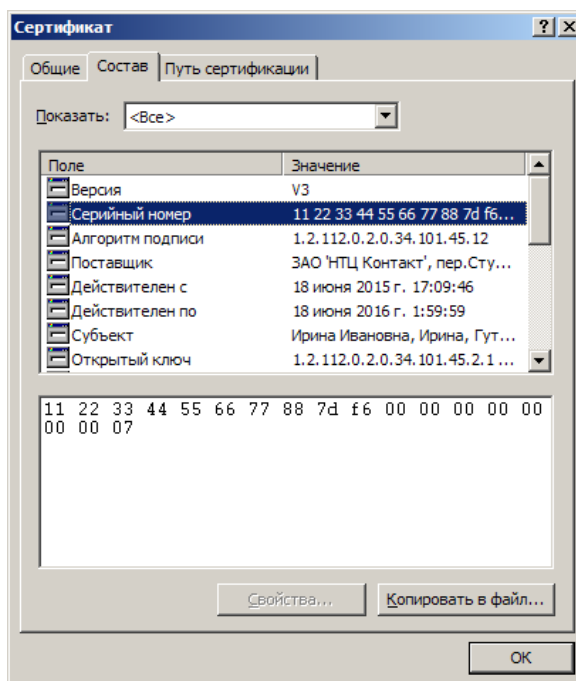 Сертификат
Общие Состав Путь сертификации
Показать: <Все>
Поле Значение
Версия V3
Серийный номер 11 22 33 44 55 66 77 88 7d f6...
Алгоритм подписи 1.2.112.0.2.0.34.101.45.12
Поставщик ЗАО 'НТЦ Контакт', пер.Сту...
Действителен с 18 июня 2015 г. 17:09:46
Действителен по 18 июня 2016 г. 1:59:59
Субъект Ирина Ивановна, Ирина, Гут...
Открытый ключ 1.2.112.0.2.0.34.101.45.2.1 ...
11 22 33 44 55 66 77 88 7d f6 00 00 00 00 00
00 00 07
Свойства... Копировать в файл...
ОК